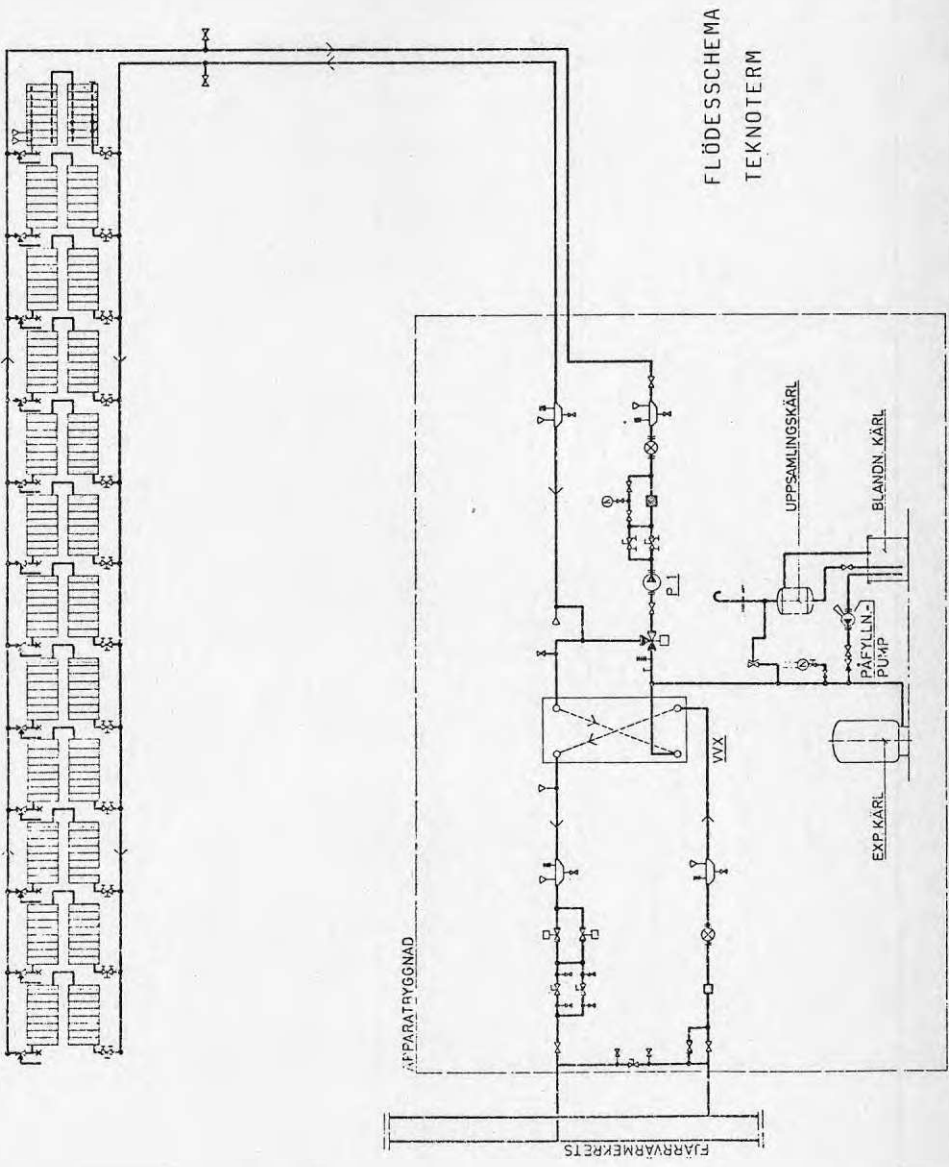 FLÖDESSCHEMA
TEKNOTERM
APPARATBYGGNAD
UPPSAMLINGSKÄRL
BLANDN. KÄRL
P 1
PÅFYLLN.-
PUMP
VVX
EXP.KÄRL
FJÄRRVÄRMEKRETS